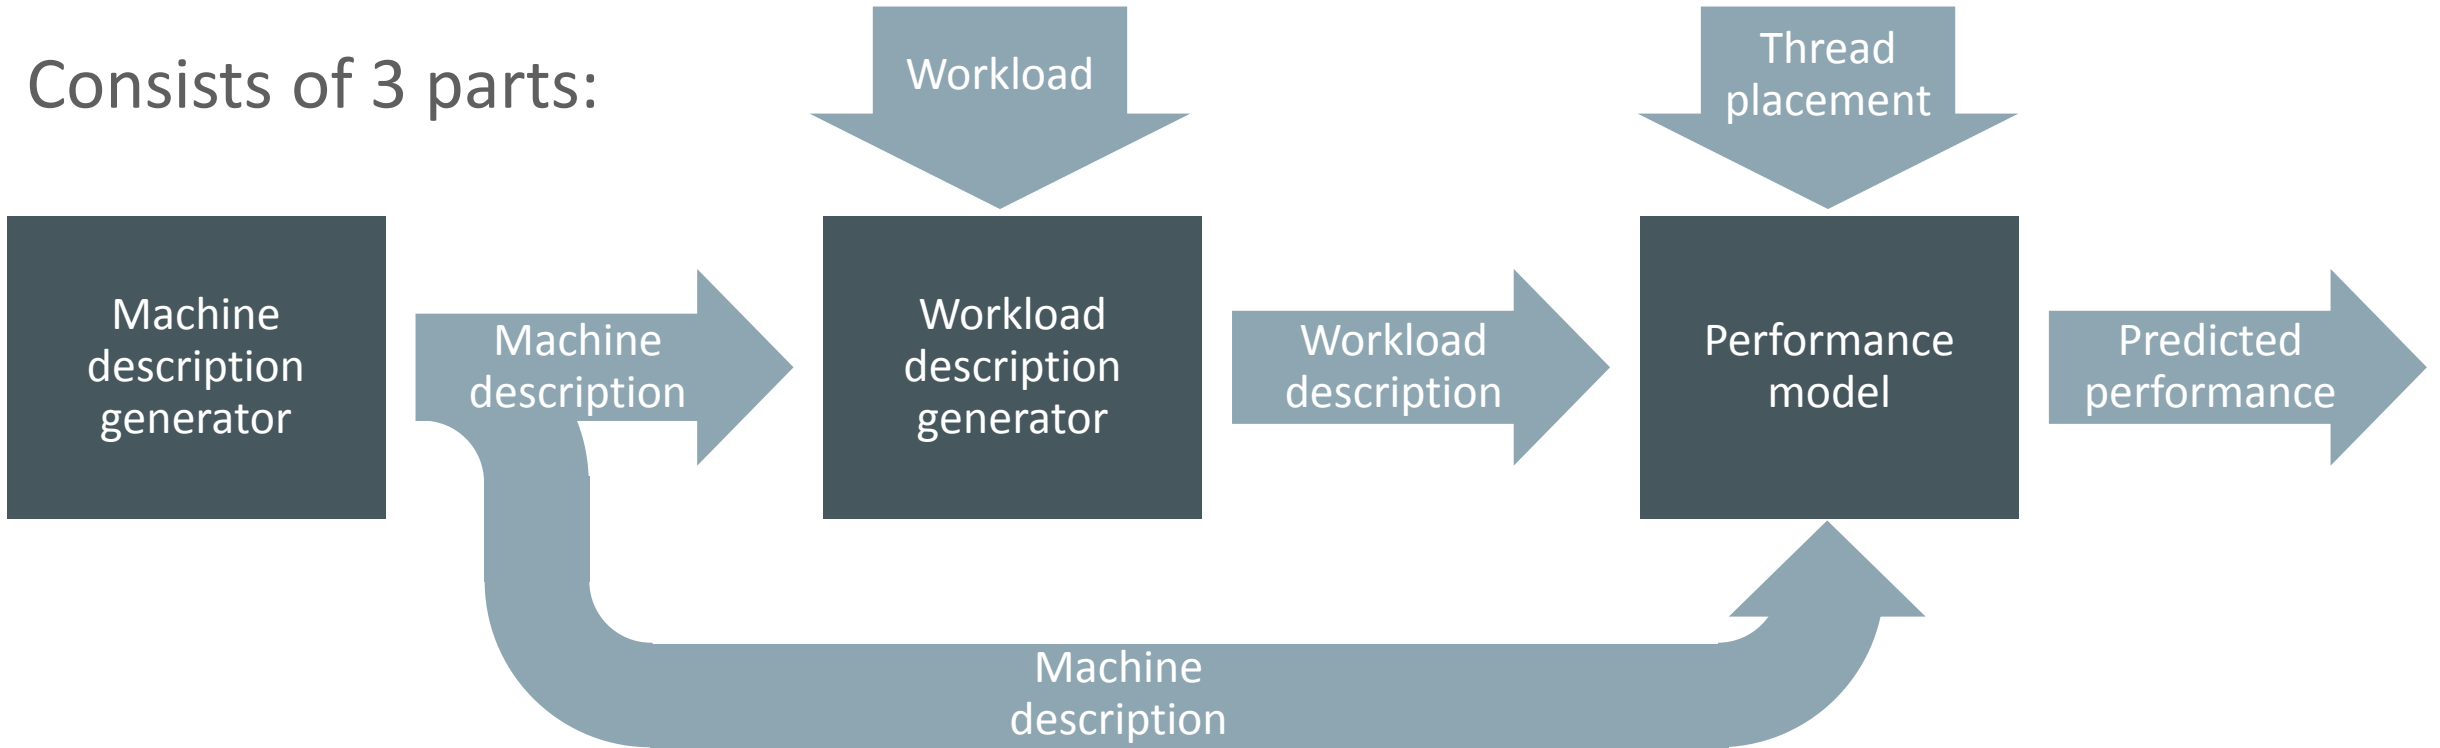 Consists of 3 parts:
Workload
Thread
placement
Machine
description
generator
Machine
description
Workload
description
generator
Workload
description
Performance
model
Predicted
performance
Machine
description